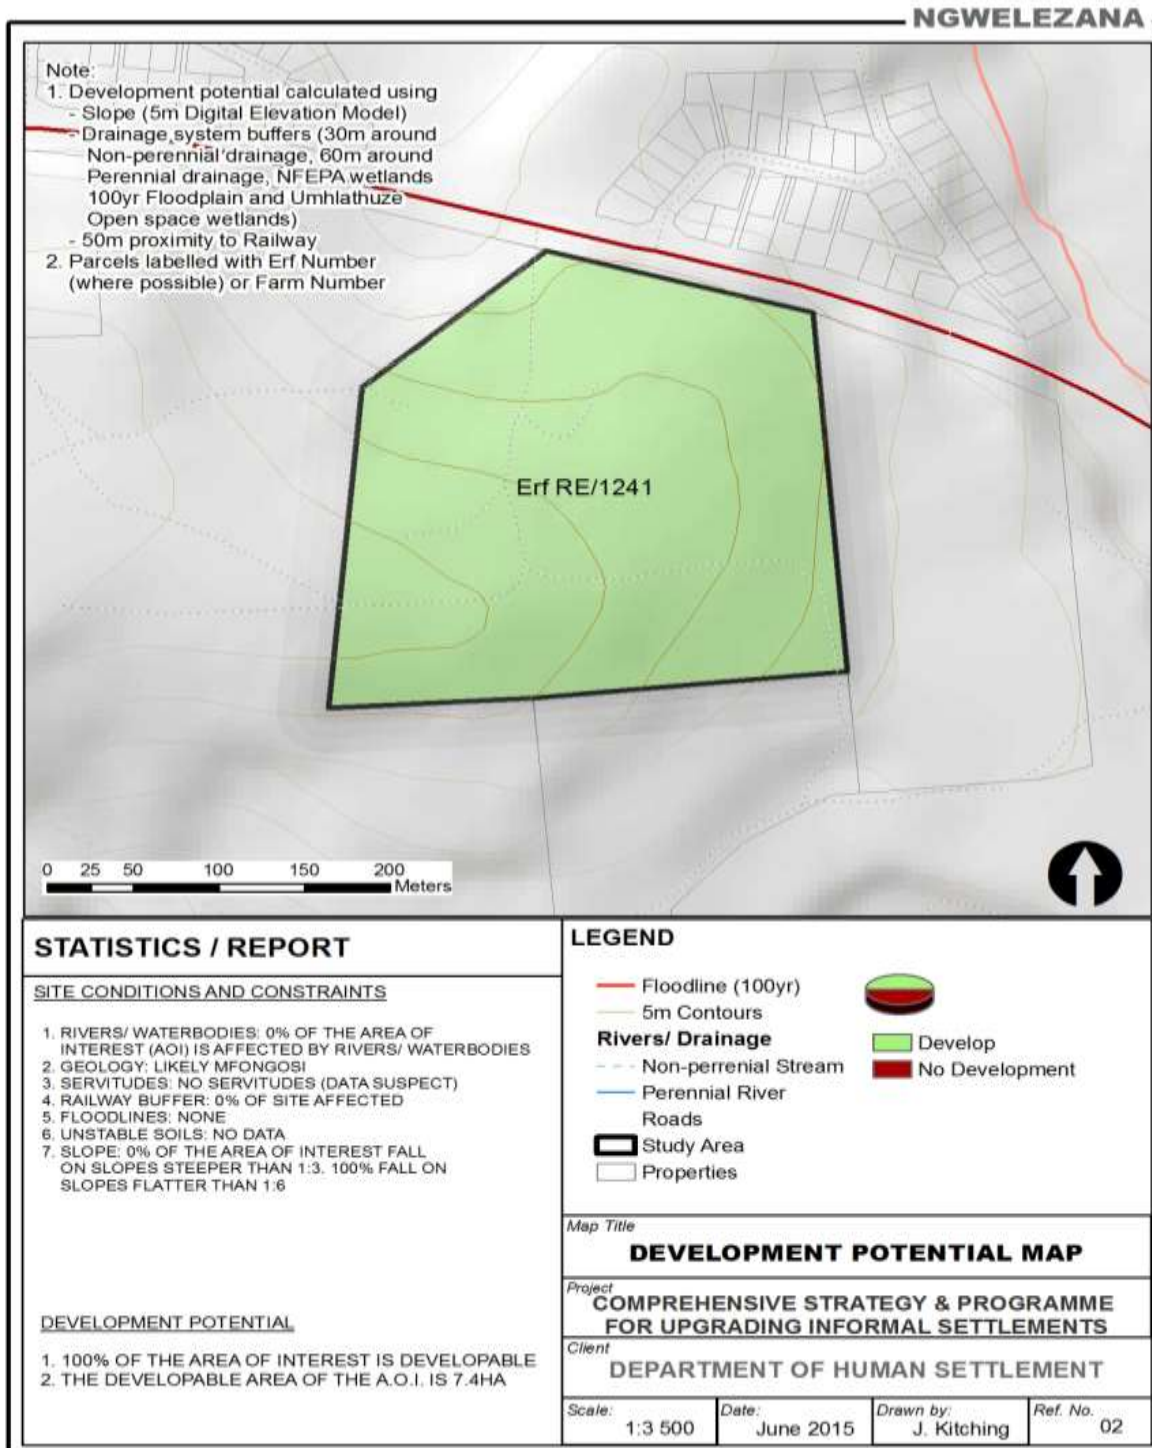 NGWELEZANA
Note:
1. Development potential calculated using
- Slope (5m Digital Elevation Model)
- Drainage system buffers (30m around
Non-perennial drainage, 60m around
Perennial drainage, NFEPA wetlands
100yr Floodplain and Umhlathuze
Open space wetlands)
- 50m proximity to Railway
2. Parcels labelled with Erf Number
(where possible) or Farm Number
Erf RE/1241
0 25 50 100 150 200
Meters
STATISTICS / REPORT
SITE CONDITIONS AND CONSTRAINTS
1. RIVERS/ WATERBODIES: 0% OF THE AREA OF
INTEREST (AOI) IS AFFECTED BY RIVERS/ WATERBODIES
2. GEOLOGY: LIKELY MFONGOSI
3. SERVITUDES: NO SERVITUDES (DATA SUSPECT)
4. RAILWAY BUFFER: 0% OF SITE AFFECTED
5. FLOODLINES: NONE
6. UNSTABLE SOILS: NO DATA
7. SLOPE: 0% OF THE AREA OF INTEREST FALL
ON SLOPES STEEPER THAN 1:3. 100% FALL ON
SLOPES FLATTER THAN 1:6
DEVELOPMENT POTENTIAL
1. 100% OF THE AREA OF INTEREST IS DEVELOPABLE
2. THE DEVELOPABLE AREA OF THE A.O.I. IS 7.4HA
LEGEND
Floodline (100yr)
5m Contours
Rivers/ Drainage
Non-perrenial Stream
Perennial River
Roads
Study Area
Properties
Develop
No Development
Map Title
DEVELOPMENT POTENTIAL MAP
Project
COMPREHENSIVE STRATEGY & PROGRAMME
FOR UPGRADING INFORMAL SETTLEMENTS
Client
DEPARTMENT OF HUMAN SETTLEMENT
Scale:
1:3 500
Date:
June 2015
Drawn by:
J. Kitching
Ref. No.
02